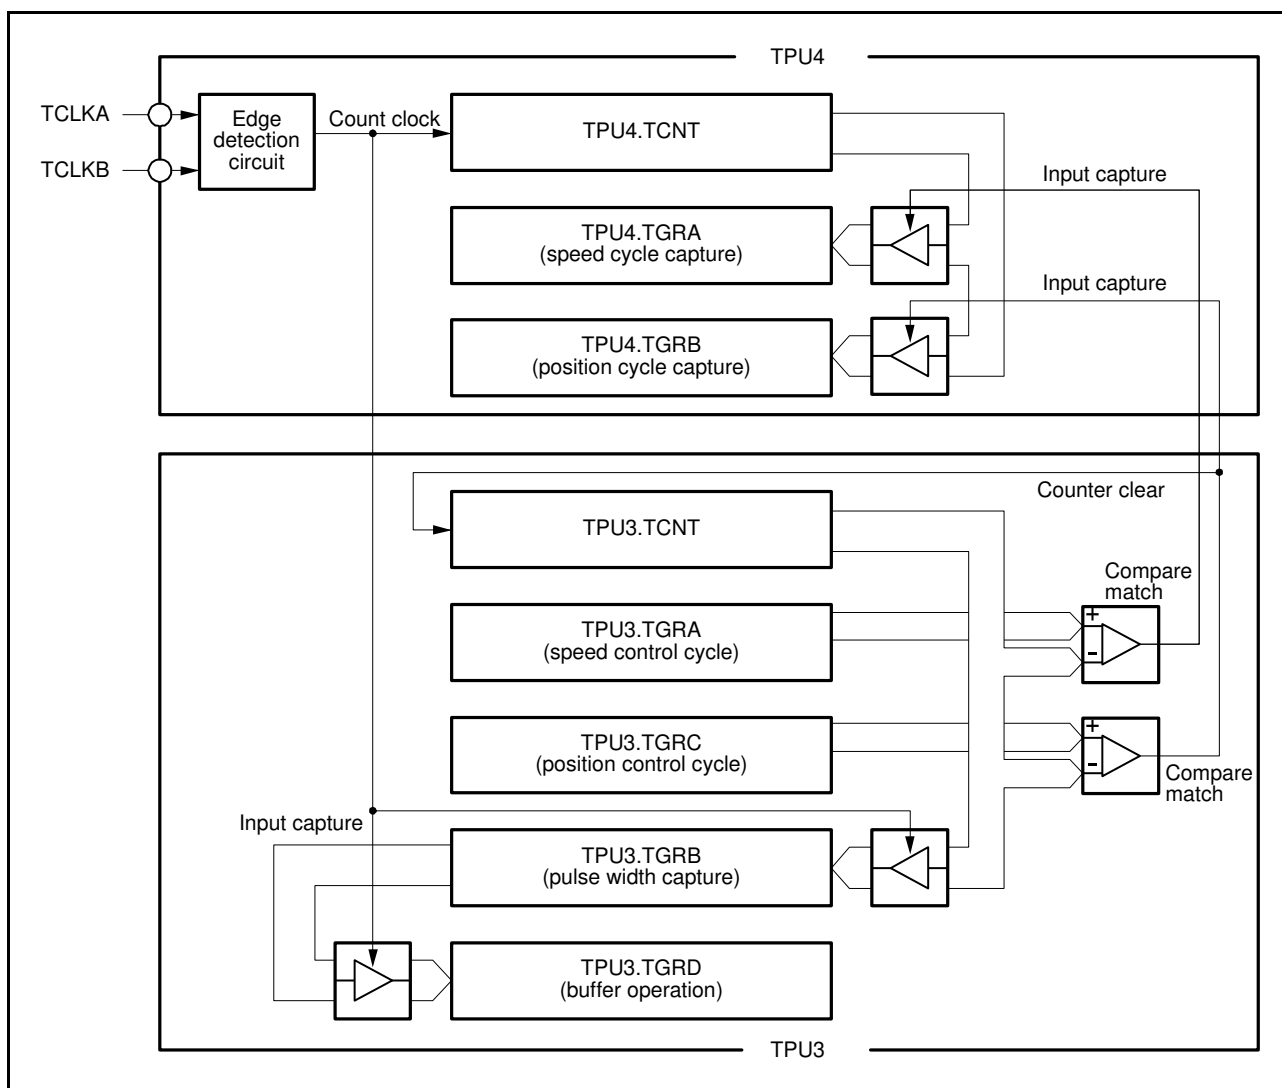 TPU4
TCLKA
TCLKB
Edge
detection
circuit
Count clock
TPU4.TCNT
Input capture
TPU4.TGRA
(speed cycle capture)
Input capture
TPU4.TGRB
(position cycle capture)
Counter clear
TPU3.TCNT
Compare
match
+
-
TPU3.TGRA
(speed control cycle)
TPU3.TGRC
(position control cycle)
+
-
Compare
match
Input capture
TPU3.TGRB
(pulse width capture)
TPU3.TGRD
(buffer operation)
TPU3